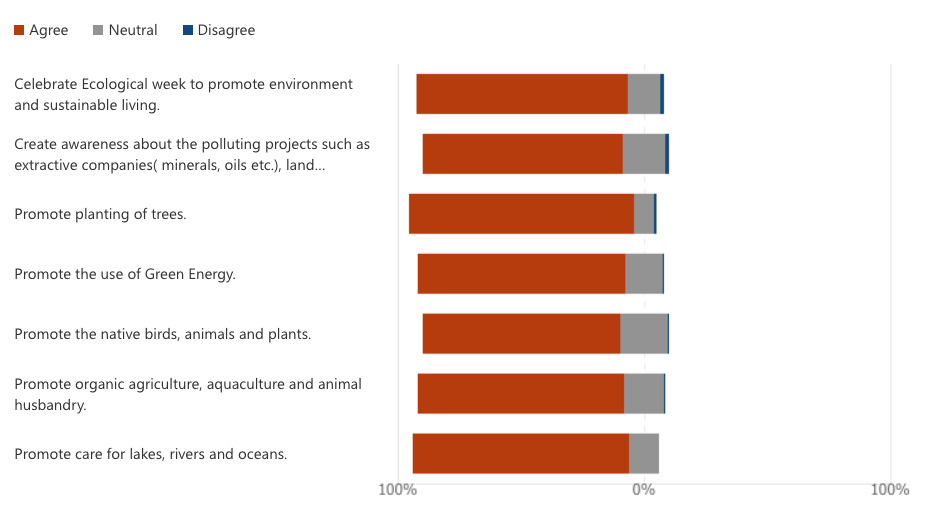 Agree Neutral Disagree
Celebrate Ecological week to promote environment
and sustainable living.
Create awareness about the polluting projects such as
extractive companies( minerals, oils etc.), land...
Promote planting of trees.
Promote the use of Green Energy.
Promote the native birds, animals and plants.
Promote organic agriculture, aquaculture and animal
husbandry.
Promote care for lakes, rivers and oceans.
100% 0% 100%